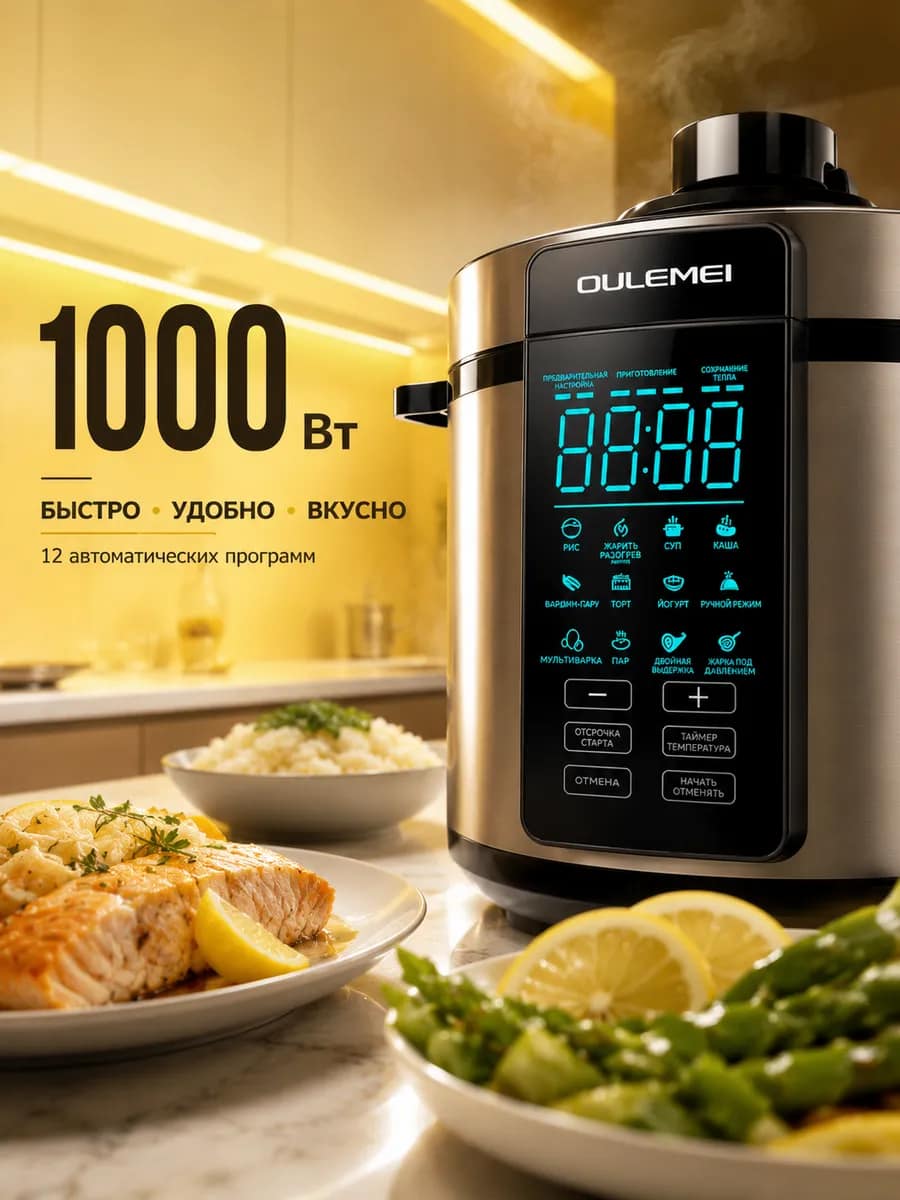 OULEMEI
1000 Вт
БЫСТРО • УДОБНО • ВКУСНО
12 автоматических программ
ПРЕДВАРИТЕЛЬНАЯ
НАСТРОЙКА
ПРИГОТОВЛЕНИЕ
СОХРАНЕНИЕ
ТЕПЛА
88:88
РИС
ЖАРИТЬ
РАЗОГРЕВ
СУП
КАША
ТОРТ
ЙОГУРТ
РУЧНОЙ РЕЖИМ
МУЛЬТИВАРКА
ПАР
ДВОЙНАЯ
ВЫДЕРЖКА
ЖАРКА ПОД
ДАВЛЕНИЕМ
−
+
ОТСРОЧКА
СТАРТА
ТАЙМЕР
ТЕМПЕРАТУРА
ОТМЕНА
НАЧАТЬ
ОТМЕНЯТЬ